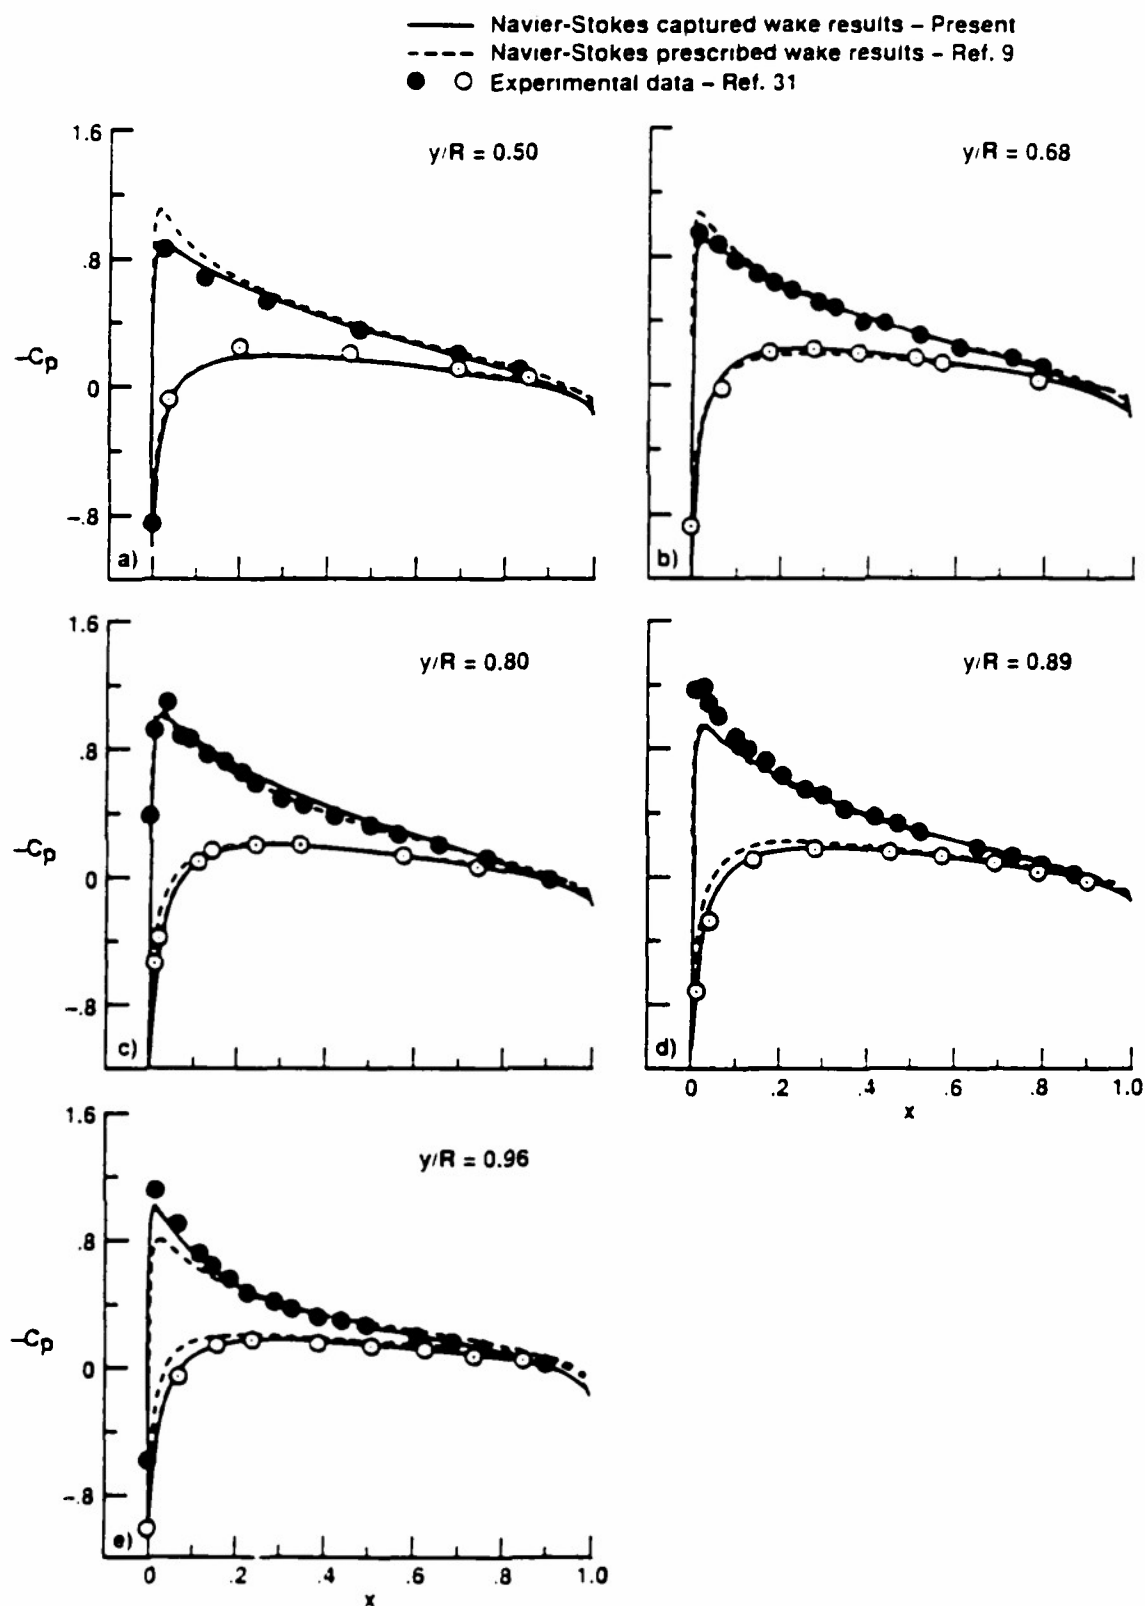 Navier-Stokes captured wake results – Present
Navier-Stokes prescribed wake results – Ref. 9
Experimental data – Ref. 31
1.6
.8
0
-.8
-Cp
y/R = 0.50
a)
y/R = 0.68
b)
1.6
.8
0
-.8
-Cp
y/R = 0.80
c)
y/R = 0.89
d)
0 .2 .4 .6 .8 1.0
x
1.6
.8
0
-.8
-Cp
y/R = 0.96
e)
0 .2 .4 .6 .8 1.0
x